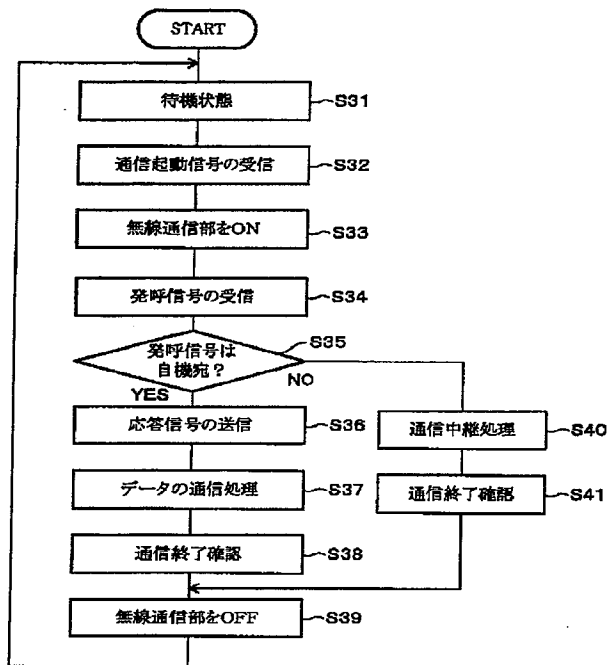 START
待機状態
S31
通信起動信号の受信
S32
無線通信部をON
S33
発呼信号の受信
S34
発呼信号は
自機宛？
S35
YES
NO
応答信号の送信
S36
通信中継処理
S40
データの通信処理
S37
通信終了確認
S41
通信終了確認
S38
無線通信部をOFF
S39